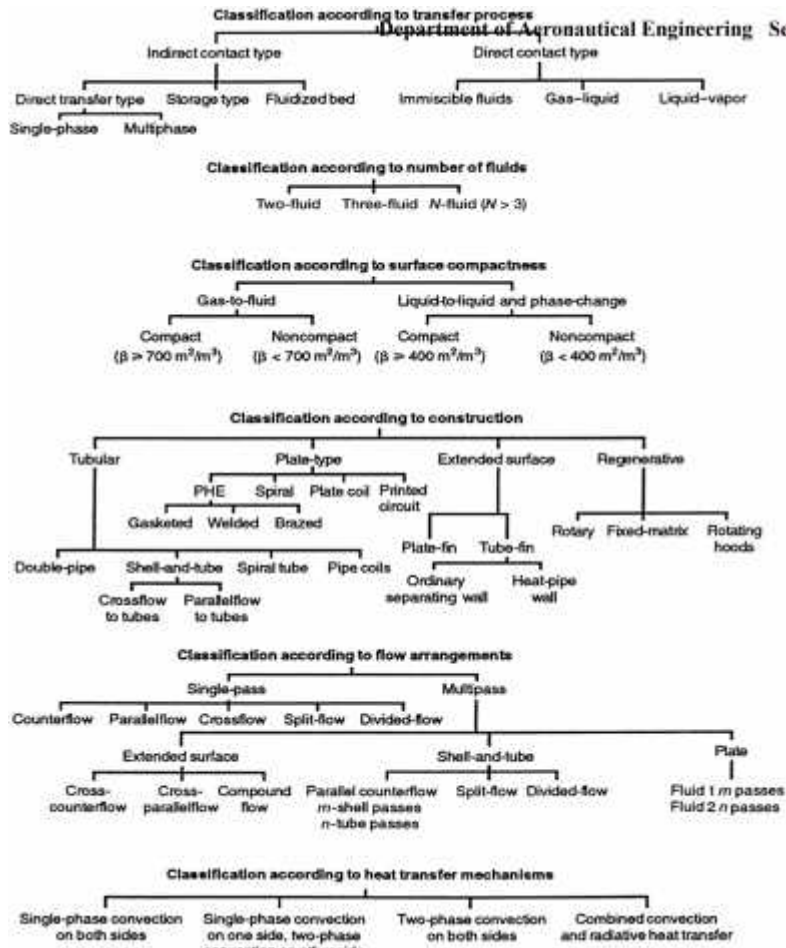 Classification according to transfer process
Department of Aeronautical Engineering Se
Indirect contact type Direct contact type
Direct transfer type Storage type Fluidized bed Immiscible fluids Gas–liquid Liquid–vapor
Single-phase Multiphase
Classification according to number of fluids
Two-fluid Three-fluid N-fluid (N > 3)
Classification according to surface compactness
Gas-to-fluid Liquid-to-liquid and phase-change
Compact Noncompact Compact Noncompact
(β ≥ 700 m²/m³) (β < 700 m²/m³) (β ≥ 400 m²/m³) (β < 400 m²/m³)
Classification according to construction
Tubular Plate-type Extended surface Regenerative
PHE Spiral Plate coil Printed
circuit
Gasketed Welded Brazed
Rotary Fixed-matrix Rotating
hoods
Plate-fin Tube-fin
Double-pipe Shell-and-tube Spiral tube Pipe coils
Ordinary Heat-pipe
separating wall wall
Crossflow Parallelflow
to tubes to tubes
Classification according to flow arrangements
Single-pass Multipass
Counterflow Parallelflow Crossflow Split-flow Divided-flow
Extended surface Shell-and-tube Plate
Cross- Cross- Compound Parallel counterflow Split-flow Divided-flow Fluid 1 m passes
counterflow parallelflow flow m-shell passes Fluid 2 n passes
n-tube passes
Classification according to heat transfer mechanisms
Single-phase convection Single-phase convection Two-phase convection Combined convection
on both sides on one side, two-phase on both sides and radiative heat transfer